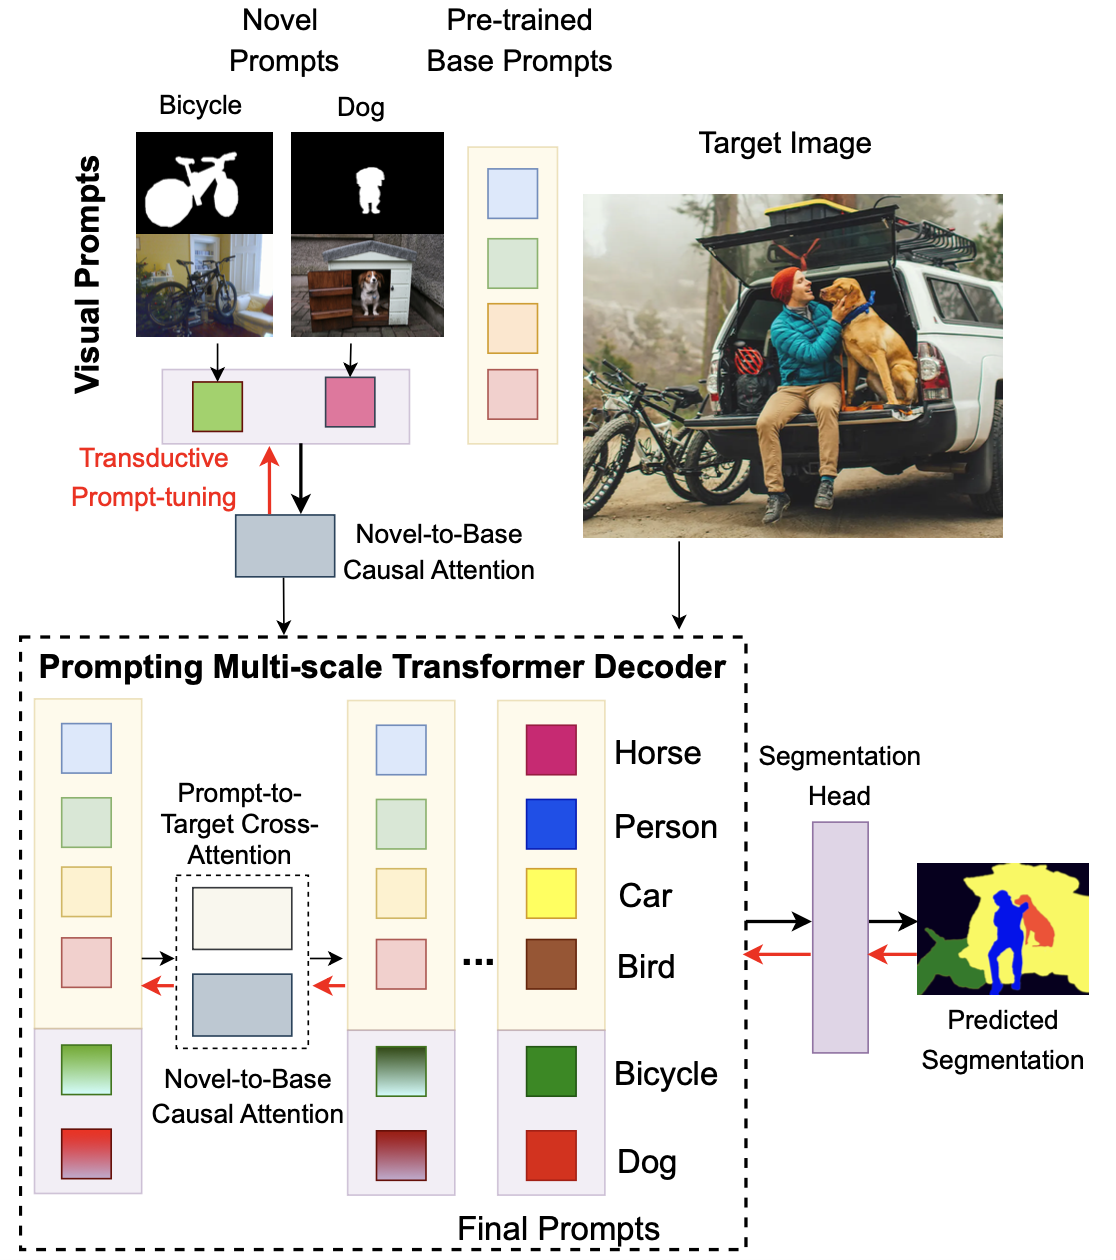 Novel
Prompts
Pre-trained
Base Prompts
Bicycle
Dog
Visual Prompts
Target Image
Transductive
Prompt-tuning
Novel-to-Base
Causal Attention
Prompting Multi-scale Transformer Decoder
Prompt-to-
Target Cross-
Attention
Novel-to-Base
Causal Attention
...
Horse
Person
Car
Bird
Bicycle
Dog
Final Prompts
Segmentation
Head
Predicted
Segmentation